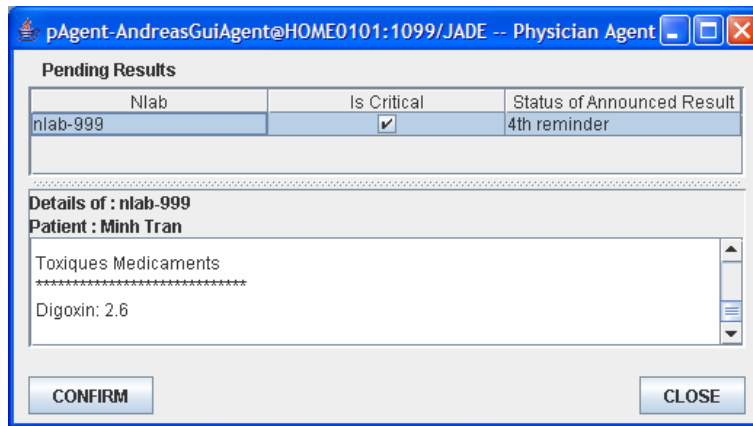 pAgent-AndreasGuiAgent@HOME0101:1099/JADE -- Physician Agent
Pending Results
Nlab Is Critical Status of Announced Result
nlab-999 4th reminder
Details of : nlab-999
Patient : Minh Tran
Toxiques Medicaments
*****************************
Digoxin: 2.6
CONFIRM CLOSE